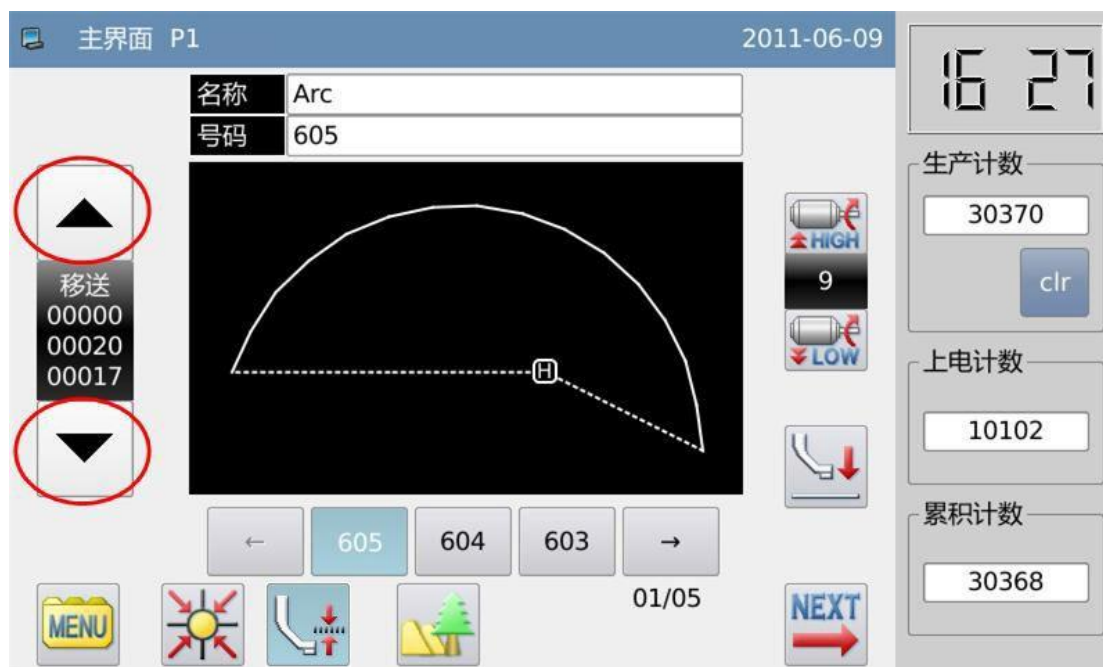 主界面 P1
2011-06-09
16 27
名称 Arc
号码 605
移送
00000
00020
00017
H
HIGH
9
LOW
生产计数
30370
clr
上电计数
10102
累积计数
30368
← 605 604 603 →
01/05
MENU
NEXT